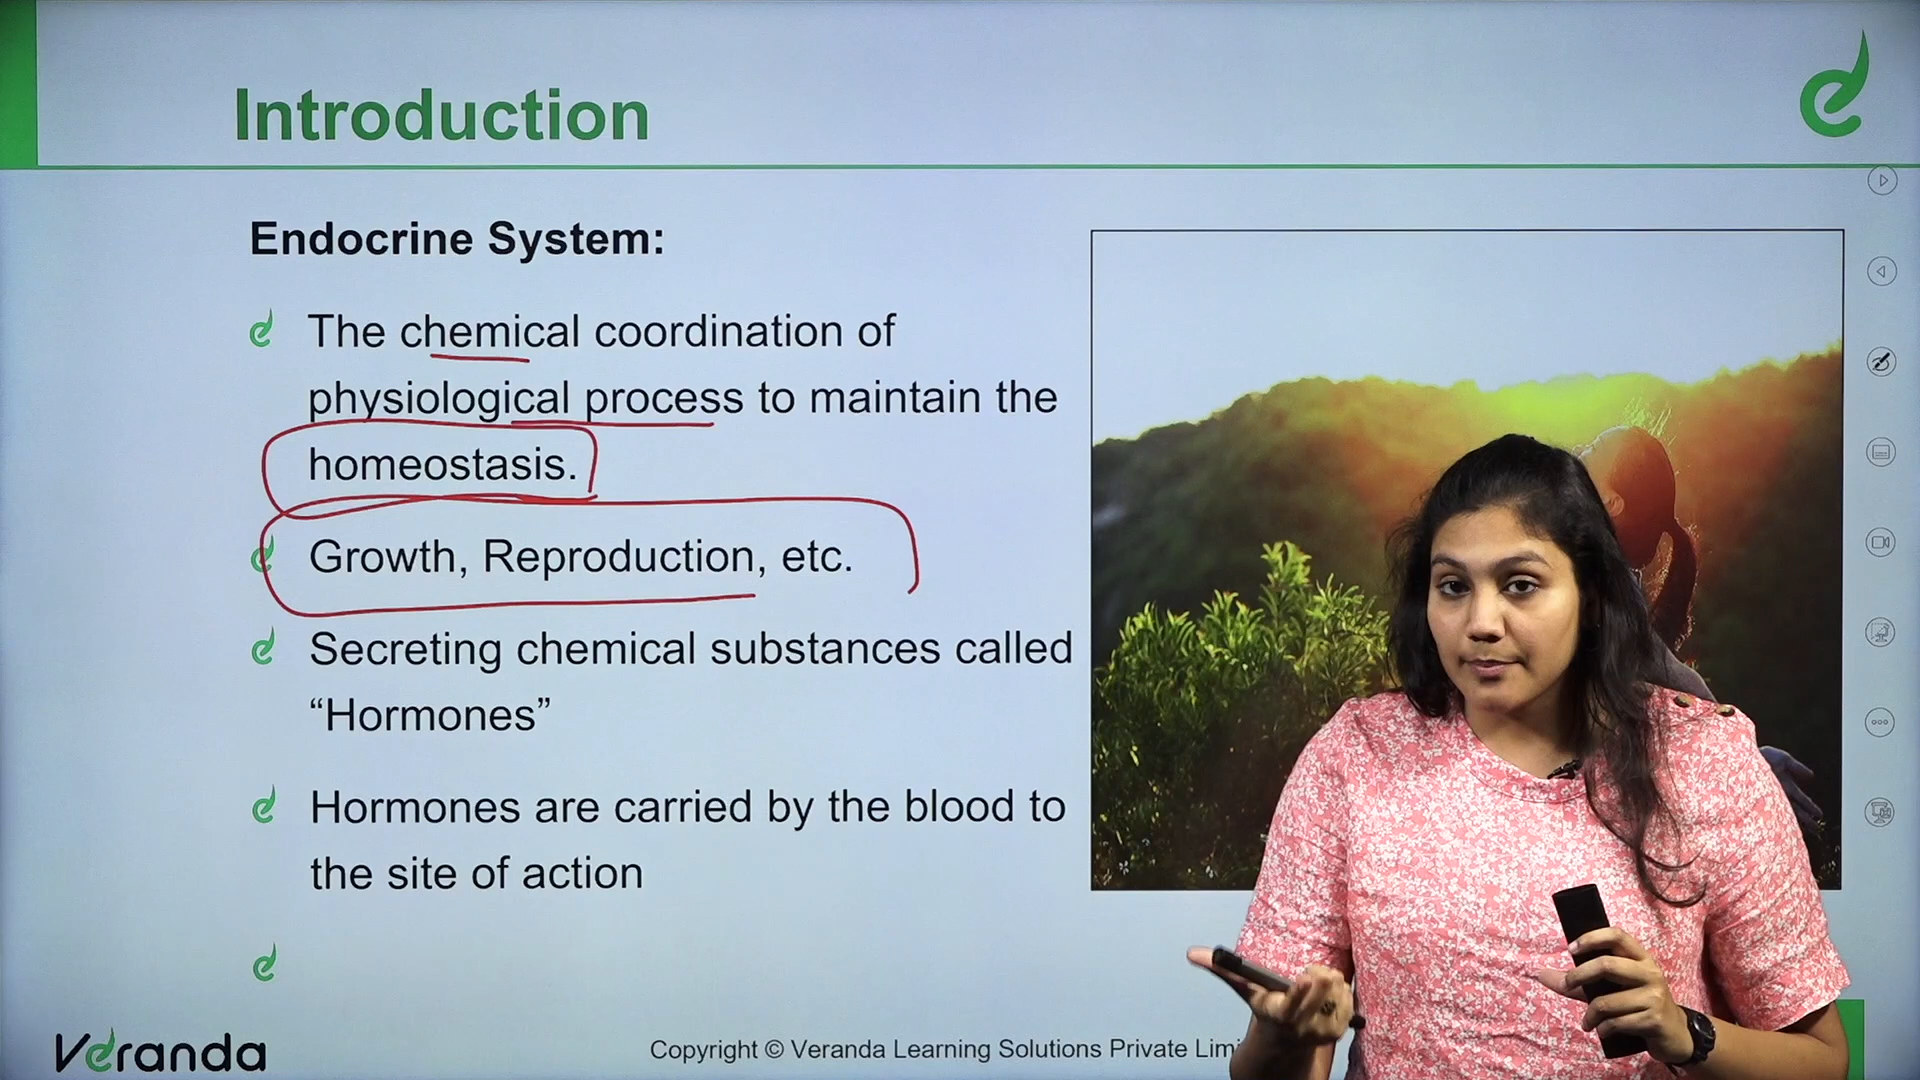 Introduction
Endocrine System:
The chemical coordination of
physiological process to maintain the
homeostasis.
Growth, Reproduction, etc.
Secreting chemical substances called
“Hormones”
Hormones are carried by the blood to
the site of action
Veranda
Copyright © Veranda Learning Solutions Private Limi